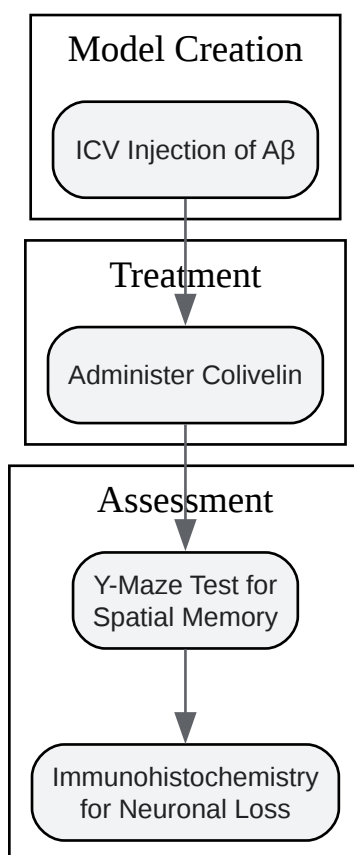 Model Creation
ICV Injection of Aβ
Treatment
Administer Colivelin
Assessment
Y-Maze Test for
Spatial Memory
Immunohistochemistry
for Neuronal Loss